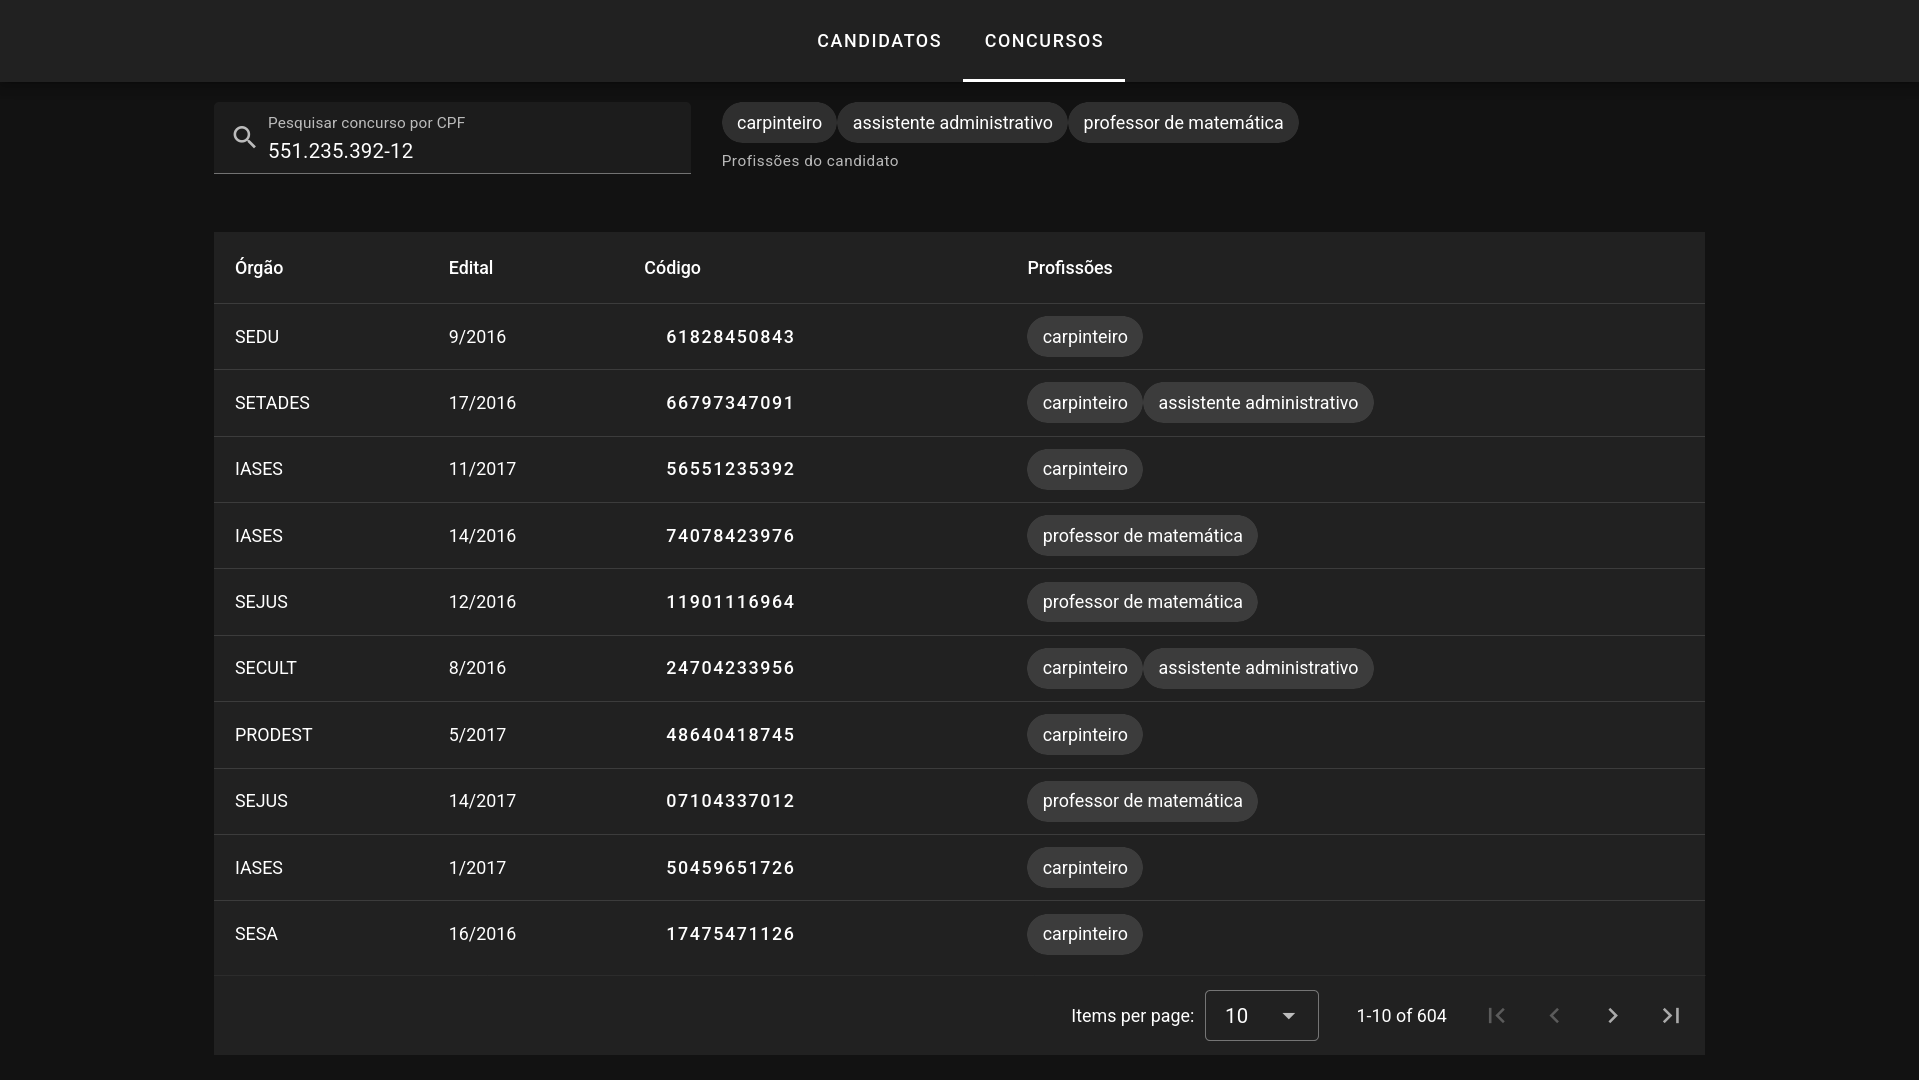 CANDIDATOS CONCURSOS
Pesquisar concurso por CPF
551.235.392-12
carpinteiro assistente administrativo professor de matemática
Profissões do candidato
Órgão Edital Código Profissões
SEDU 9/2016 61828450843 carpinteiro
SETADES 17/2016 66797347091 carpinteiro assistente administrativo
IASES 11/2017 56551235392 carpinteiro
IASES 14/2016 74078423976 professor de matemática
SEJUS 12/2016 11901116964 professor de matemática
SECULT 8/2016 24704233956 carpinteiro assistente administrativo
PRODEST 5/2017 48640418745 carpinteiro
SEJUS 14/2017 07104337012 professor de matemática
IASES 1/2017 50459651726 carpinteiro
SESA 16/2016 17475471126 carpinteiro
Items per page: 10 1-10 of 604